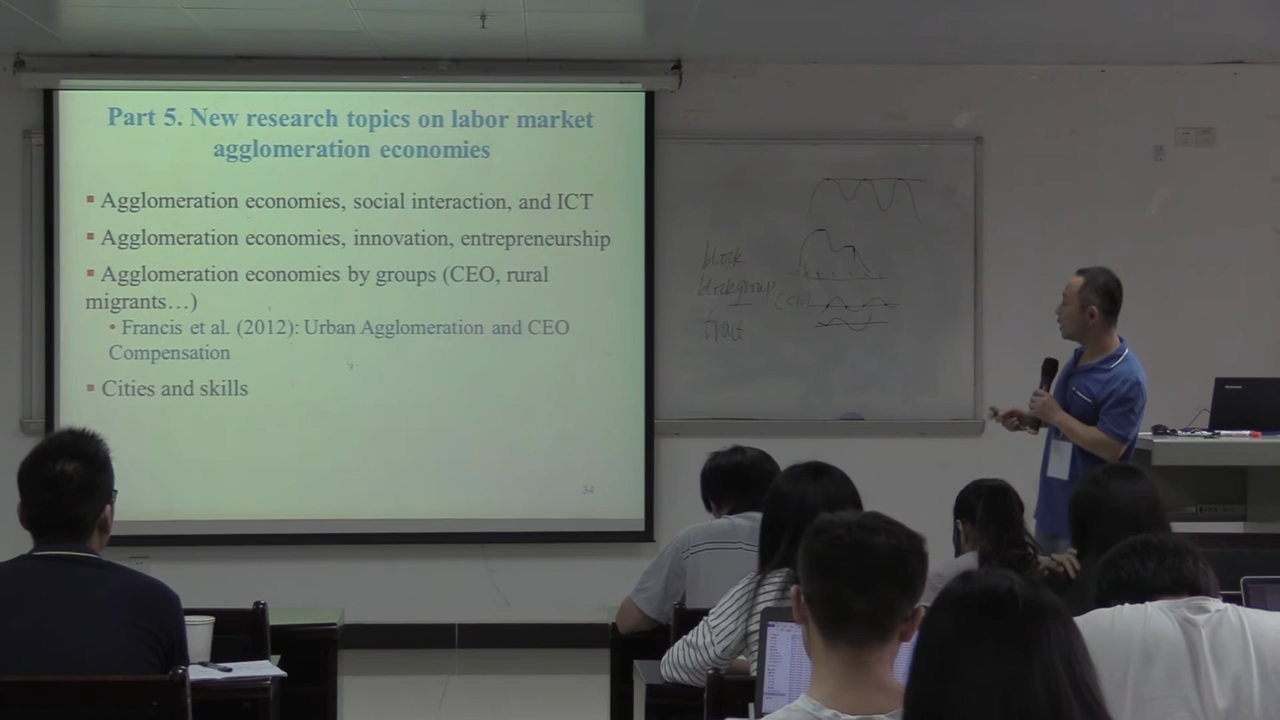 Part 5. New research topics on labor market
agglomeration economies
▪ Agglomeration economies, social interaction, and ICT
▪ Agglomeration economies, innovation, entrepreneurship
▪ Agglomeration economies by groups (CEO, rural
migrants…)
• Francis et al. (2012): Urban Agglomeration and CEO
Compensation
▪ Cities and skills
34
block
blockgroup
tract
lenovo